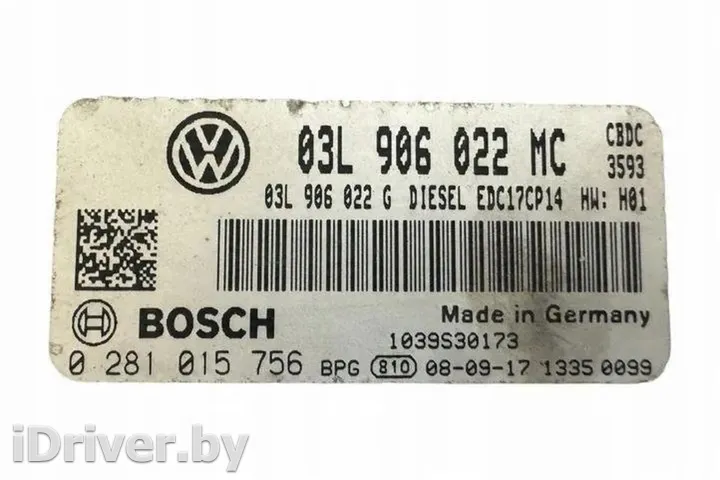 03L 906 022 MC
CBDC
3593
03L 906 022 G DIESEL EDC17CP14 HW: H01
BOSCH
Made in Germany
1039S30173
0 281 015 756 BPG 810 08-09-17 1335 0099
iDriver.by